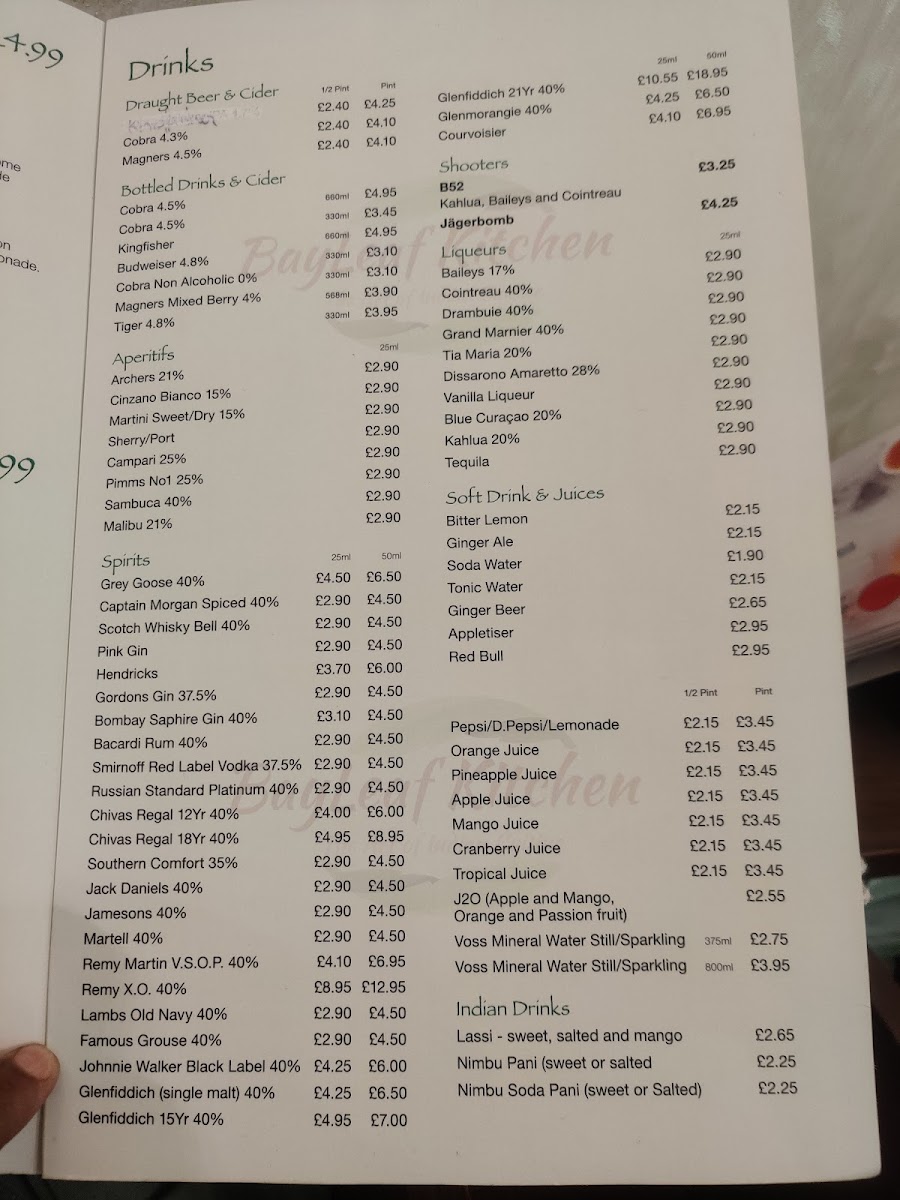 4.99
ome
de
on
onade.
99
Drinks
Draught Beer & Cider 1/2 Pint Pint
£2.40 £4.25
Cobra 4.3% £2.40 £4.10
Magners 4.5% £2.40 £4.10
Bottled Drinks & Cider
Cobra 4.5% 660ml £4.95
Cobra 4.5% 330ml £3.45
Kingfisher 660ml £4.95
Budweiser 4.8% 330ml £3.10
Cobra Non Alcoholic 0% 330ml £3.10
Magners Mixed Berry 4% 568ml £3.90
Tiger 4.8% 330ml £3.95
Aperitifs 25ml
Archers 21% £2.90
Cinzano Bianco 15% £2.90
Martini Sweet/Dry 15% £2.90
Sherry/Port £2.90
Campari 25% £2.90
Pimms No1 25% £2.90
Sambuca 40% £2.90
Malibu 21% £2.90
Spirits 25ml 50ml
Grey Goose 40% £4.50 £6.50
Captain Morgan Spiced 40% £2.90 £4.50
Scotch Whisky Bell 40% £2.90 £4.50
Pink Gin £2.90 £4.50
Hendricks £3.70 £6.00
Gordons Gin 37.5% £2.90 £4.50
Bombay Saphire Gin 40% £3.10 £4.50
Bacardi Rum 40% £2.90 £4.50
Smirnoff Red Label Vodka 37.5% £2.90 £4.50
Russian Standard Platinum 40% £2.90 £4.50
Chivas Regal 12Yr 40% £4.00 £6.00
Chivas Regal 18Yr 40% £4.95 £8.95
Southern Comfort 35% £2.90 £4.50
Jack Daniels 40% £2.90 £4.50
Jamesons 40% £2.90 £4.50
Martell 40% £2.90 £4.50
Remy Martin V.S.O.P. 40% £4.10 £6.95
Remy X.O. 40% £8.95 £12.95
Lambs Old Navy 40% £2.90 £4.50
Famous Grouse 40% £2.90 £4.50
Johnnie Walker Black Label 40% £4.25 £6.00
Glenfiddich (single malt) 40% £4.25 £6.50
Glenfiddich 15Yr 40% £4.95 £7.00
25ml 50ml
Glenfiddich 21Yr 40% £10.55 £18.95
Glenmorangie 40% £4.25 £6.50
Courvoisier £4.10 £6.95
Shooters
B52 £3.25
Kahlua, Baileys and Cointreau
Jägerbomb £4.25
Liqueurs 25ml
Baileys 17% £2.90
Cointreau 40% £2.90
Drambuie 40% £2.90
Grand Marnier 40% £2.90
Tia Maria 20% £2.90
Dissarono Amaretto 28% £2.90
Vanilla Liqueur £2.90
Blue Curaçao 20% £2.90
Kahlua 20% £2.90
Tequila £2.90
Soft Drink & Juices
Bitter Lemon £2.15
Ginger Ale £2.15
Soda Water £1.90
Tonic Water £2.15
Ginger Beer £2.65
Appletiser £2.95
Red Bull £2.95
1/2 Pint Pint
Pepsi/D.Pepsi/Lemonade £2.15 £3.45
Orange Juice £2.15 £3.45
Pineapple Juice £2.15 £3.45
Apple Juice £2.15 £3.45
Mango Juice £2.15 £3.45
Cranberry Juice £2.15 £3.45
Tropical Juice £2.15 £3.45
J2O (Apple and Mango, £2.55
Orange and Passion fruit)
Voss Mineral Water Still/Sparkling 375ml £2.75
Voss Mineral Water Still/Sparkling 800ml £3.95
Indian Drinks
Lassi - sweet, salted and mango £2.65
Nimbu Pani (sweet or salted £2.25
Nimbu Soda Pani (sweet or Salted) £2.25
BayLeaf Kitchen
BayLeaf Kitchen